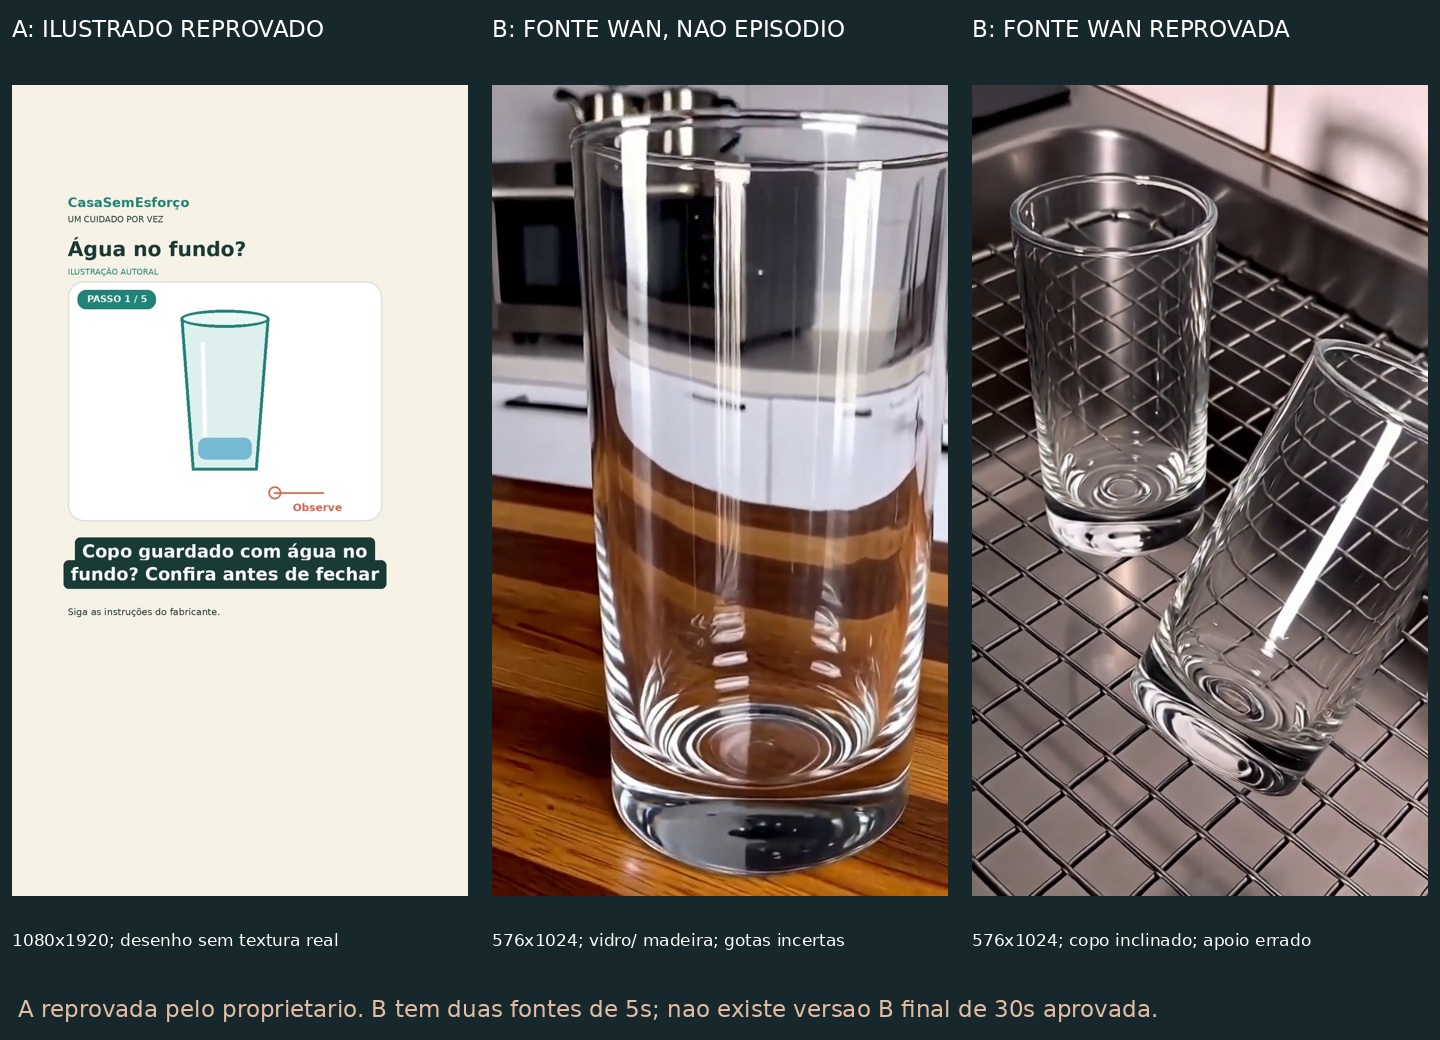 A: ILUSTRADO REPROVADO
B: FONTE WAN, NAO EPISODIO
B: FONTE WAN REPROVADA
CasaSemEsforço
UM CUIDADO POR VEZ
Água no fundo?
ILUSTRAÇÃO AUTORAL
PASSO 1 / 5
Observe
Copo guardado com água no
fundo? Confira antes de fechar
Siga as instruções do fabricante.
1080x1920; desenho sem textura real
576x1024; vidro/ madeira; gotas incertas
576x1024; copo inclinado; apoio errado
A reprovada pelo proprietario. B tem duas fontes de 5s; nao existe versao B final de 30s aprovada.